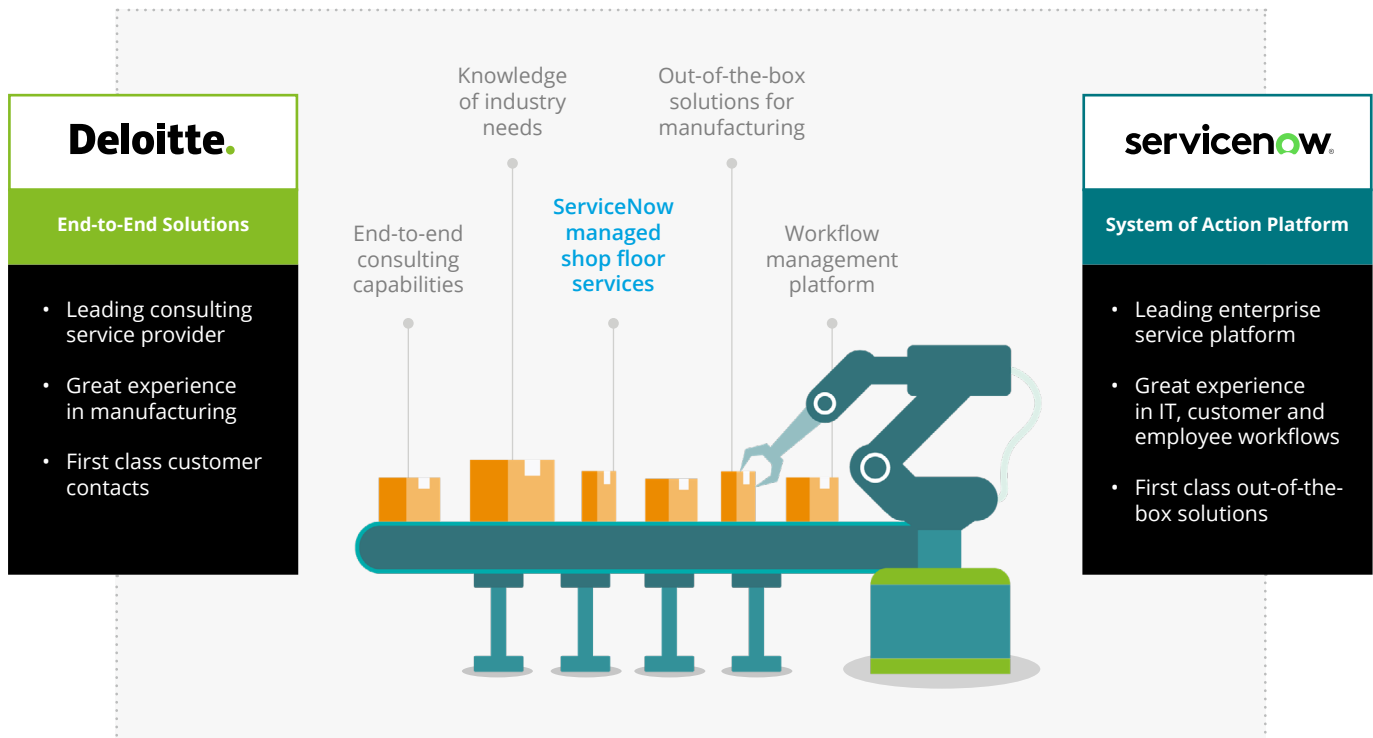 Deloitte.
End-to-End Solutions
• Leading consulting
service provider
• Great experience
in manufacturing
• First class customer
contacts
End-to-end
consulting
capabilities
Knowledge
of industry
needs
ServiceNow
managed
shop floor
services
Out-of-the-box
solutions for
manufacturing
Workflow
management
platform
servicenow®
System of Action Platform
• Leading enterprise
service platform
• Great experience
in IT, customer and
employee workflows
• First class out-of-the-
box solutions